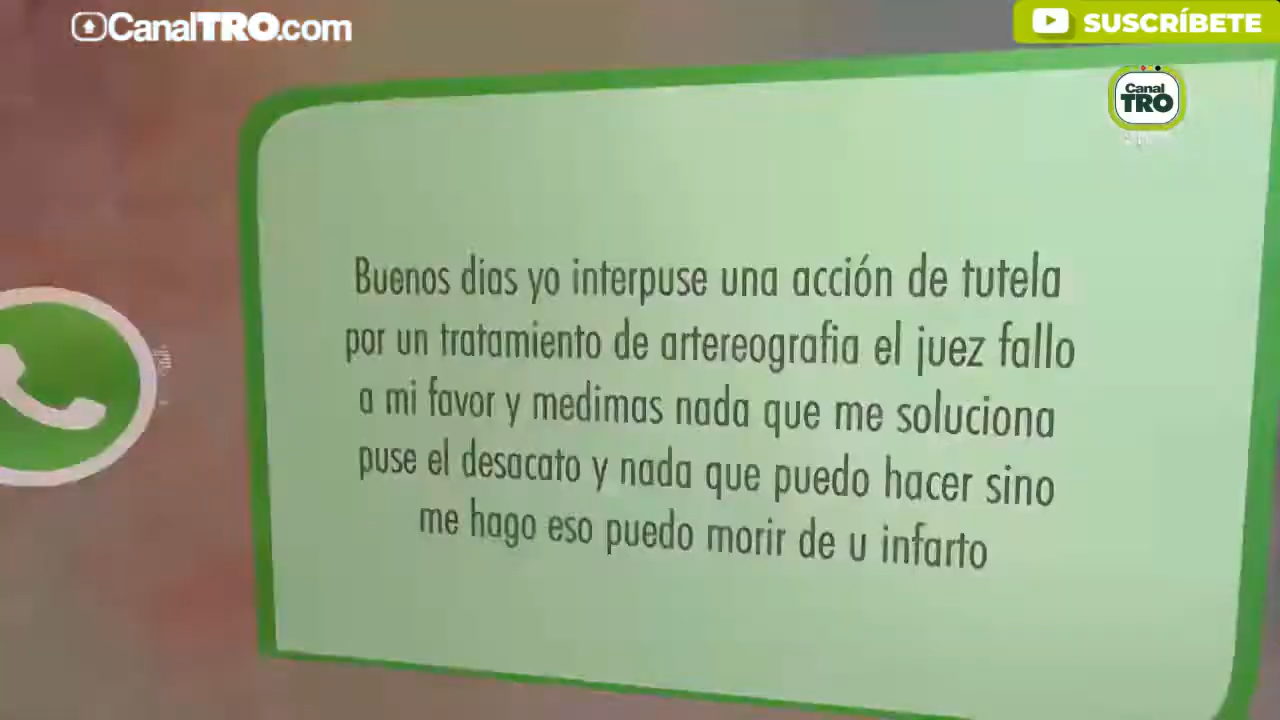 CanalTRO.com
SUSCRÍBETE
Canal
TRO
Buenos dias yo interpuse una acción de tutela
por un tratamiento de artereografia el juez fallo
a mi favor y medimas nada que me soluciona
puse el desacato y nada que puedo hacer sino
me hago eso puedo morir de u infarto